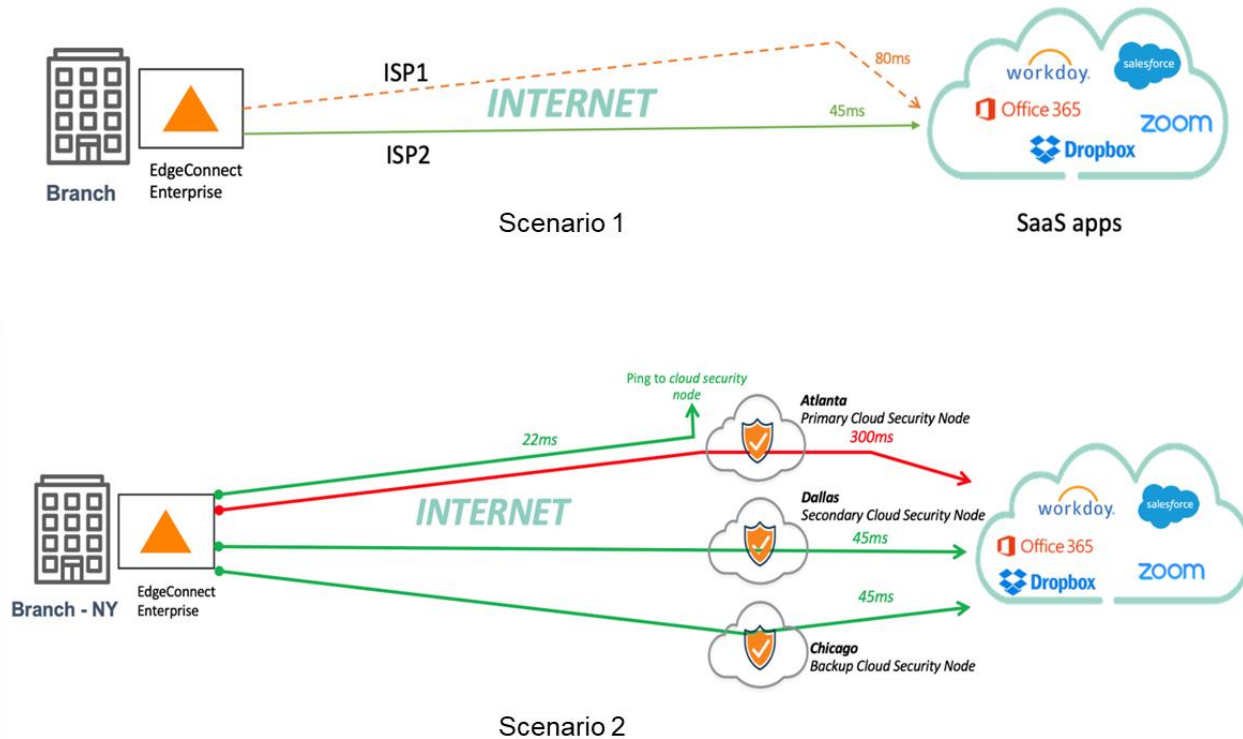 ISP1
80ms
INTERNET
45ms
ISP2
EdgeConnect
Enterprise
Branch
workday.
salesforce
Office 365
zoom
Dropbox
Scenario 1
SaaS apps
Ping to cloud security
node
22ms
Atlanta
Primary Cloud Security Node
300ms
INTERNET
Dallas
Secondary Cloud Security Node
45ms
EdgeConnect
Enterprise
Branch - NY
45ms
Chicago
Backup Cloud Security Node
workday.
salesforce
Office 365
zoom
Dropbox
Scenario 2